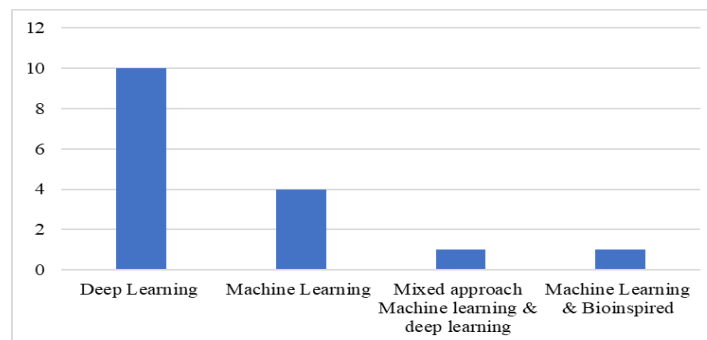 12
10
8
6
4
2
0
Deep Learning
Machine Learning
Mixed approach
Machine learning &
deep learning
Machine Learning
& Bioinspired